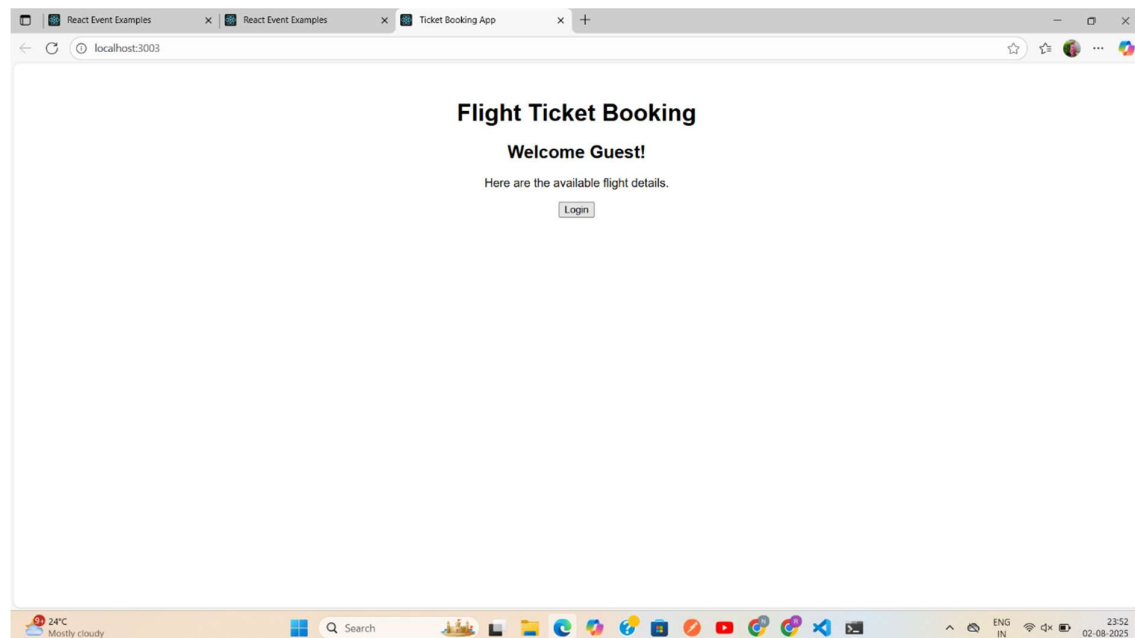 React Event Examples
React Event Examples
Ticket Booking App
localhost:3003
Flight Ticket Booking
Welcome Guest!
Here are the available flight details.
Login
9+
24°C
Mostly cloudy
Search
ENG
IN
23:52
02-08-2025